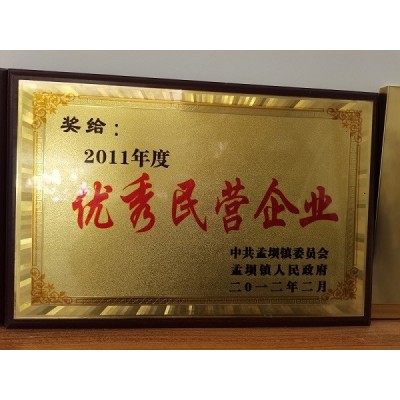 奖给：
2011年度
优秀民营企业
中共孟坝镇委员会
孟坝镇人民政府
二〇一二年二月